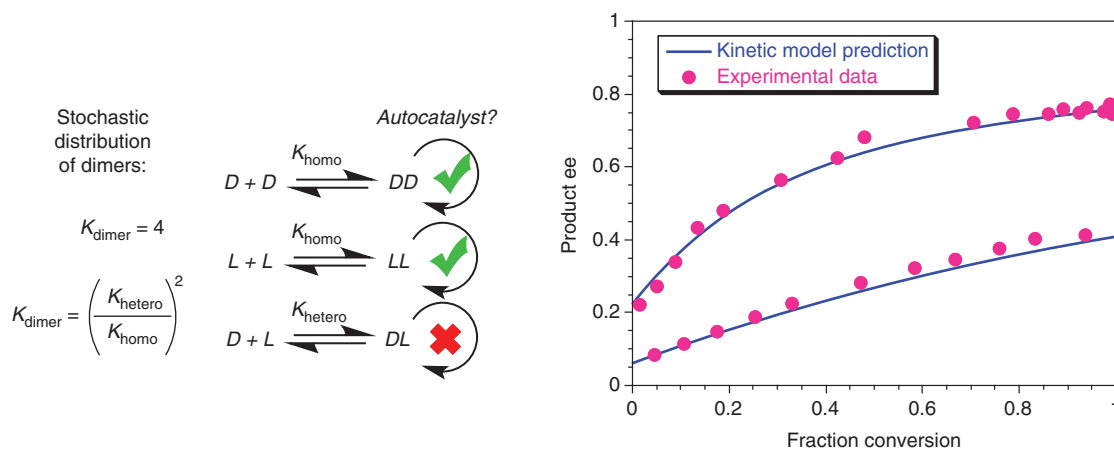 Stochastic
distribution
of dimers:
K_dimer = 4
K_dimer = (K_hetero / K_homo)^2
Autocatalyst?
K_homo
D + D ⇌ DD
K_homo
L + L ⇌ LL
K_hetero
D + L ⇌ DL
Kinetic model prediction
Experimental data
Product ee
1
0.8
0.6
0.4
0.2
0
0 0.2 0.4 0.6 0.8 1
Fraction conversion